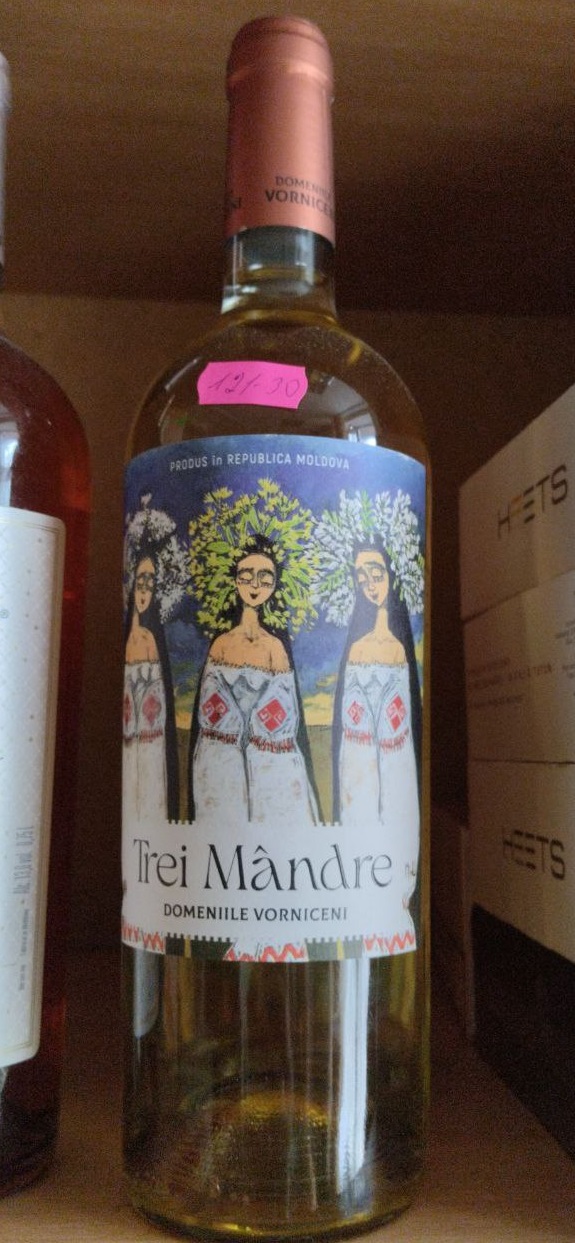 DOMENIILE
VORNICENI
121-30
PRODUS în REPUBLICA MOLDOVA
Trei Mândre
DOMENIILE VORNICENI
HEETS
HEETS